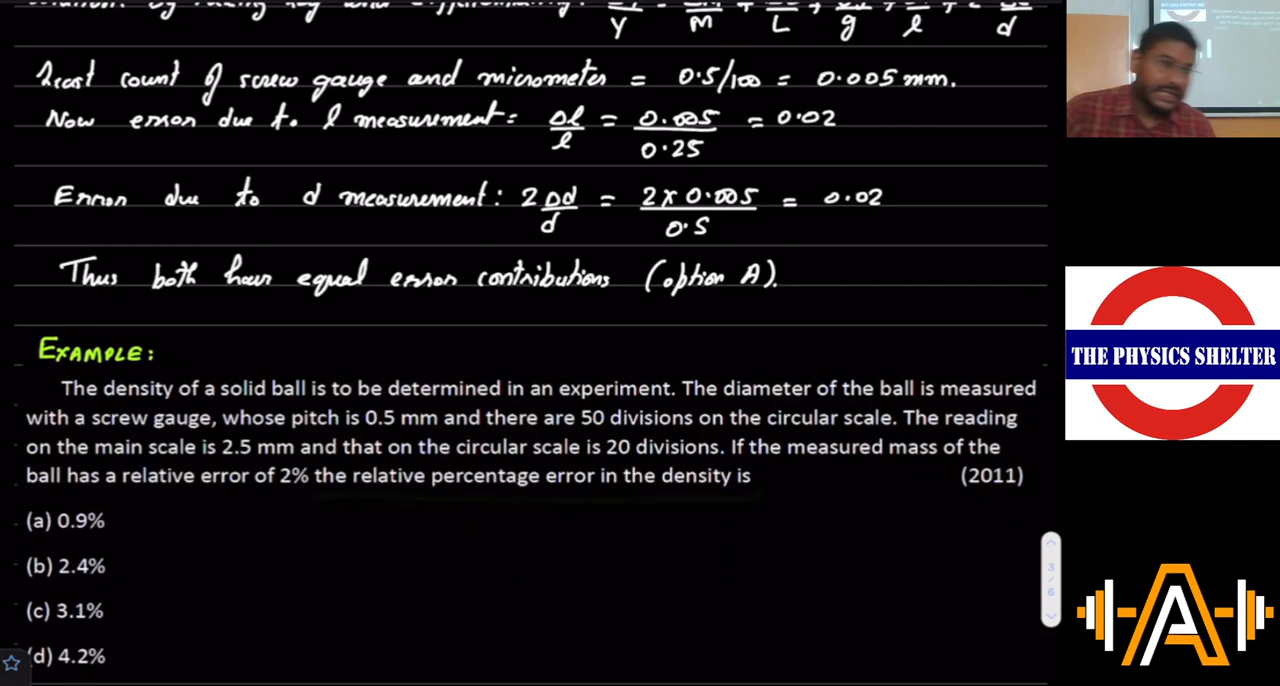 Y M L g l d
Least count of screw gauge and micrometer = 0.5/100 = 0.005 mm.
Now error due to l measurement: Δl/l = 0.005/0.25 = 0.02
Error due to d measurement: 2Δd/d = 2×0.005/0.5 = 0.02
Thus both have equal error contributions (option A).
EXAMPLE:
The density of a solid ball is to be determined in an experiment. The diameter of the ball is measured
with a screw gauge, whose pitch is 0.5 mm and there are 50 divisions on the circular scale. The reading
on the main scale is 2.5 mm and that on the circular scale is 20 divisions. If the measured mass of the
ball has a relative error of 2% the relative percentage error in the density is (2011)
(a) 0.9%
(b) 2.4%
(c) 3.1%
(d) 4.2%
THE PHYSICS SHELTER
3
/
6
A